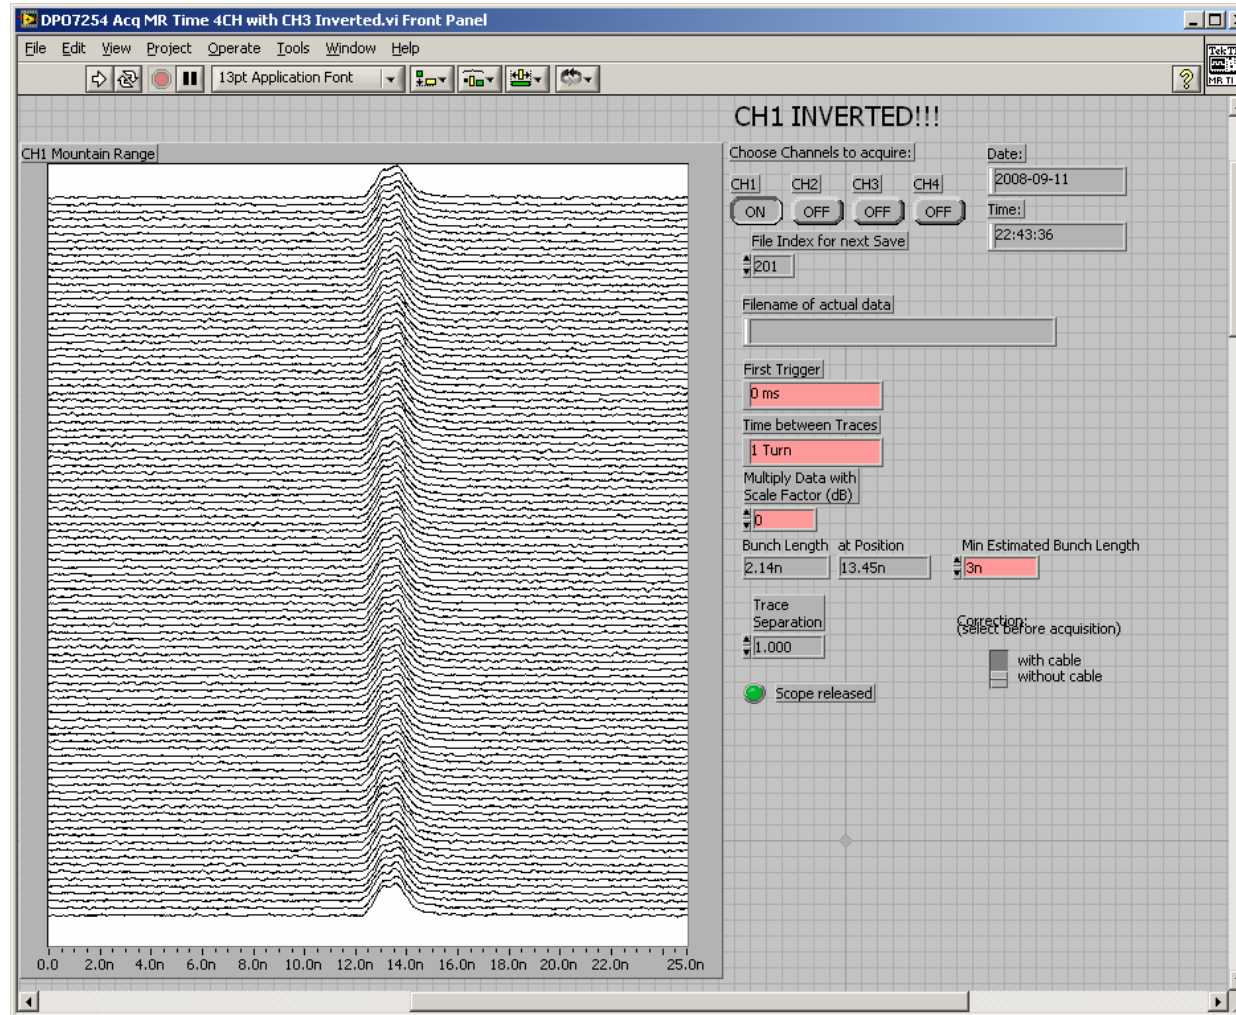 DPO7254 Acq MR Time 4CH with CH3 Inverted.vi Front Panel
File Edit View Project Operate Tools Window Help
13pt Application Font
MR TI
CH1 INVERTED!!!
CH1 Mountain Range
Choose Channels to acquire:
Date:
CH1 CH2 CH3 CH4
2008-09-11
ON OFF OFF OFF
Time:
22:43:36
File Index for next Save
201
Filename of actual data
First Trigger
0 ms
Time between Traces
1 Turn
Multiply Data with
Scale Factor (dB)
0
Bunch Length at Position Min Estimated Bunch Length
2.14n 13.45n 3n
Trace
Separation
1.000
Correction:
(select before acquisition)
with cable
without cable
Scope released
0.0 2.0n 4.0n 6.0n 8.0n 10.0n 12.0n 14.0n 16.0n 18.0n 20.0n 22.0n 25.0n